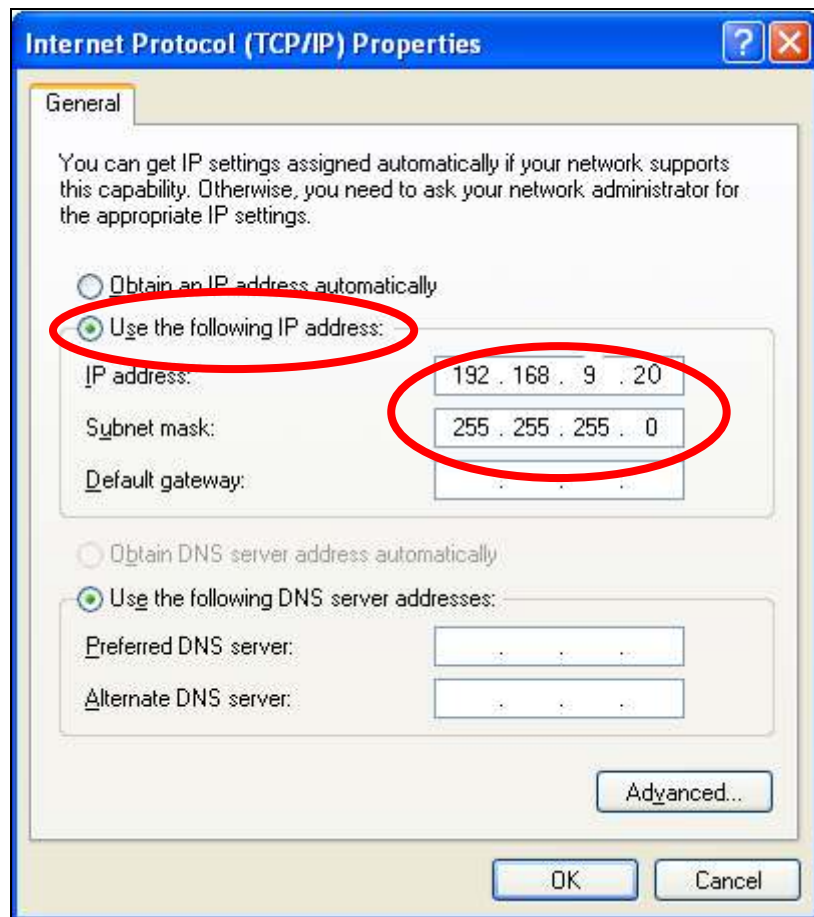 Internet Protocol (TCP/IP) Properties
General
You can get IP settings assigned automatically if your network supports
this capability. Otherwise, you need to ask your network administrator for
the appropriate IP settings.
Obtain an IP address automatically
Use the following IP address:
IP address: 192 . 168 . 9 . 20
Subnet mask: 255 . 255 . 255 . 0
Default gateway: . . .
Obtain DNS server address automatically
Use the following DNS server addresses:
Preferred DNS server: . . .
Alternate DNS server: . . .
Advanced...
OK Cancel